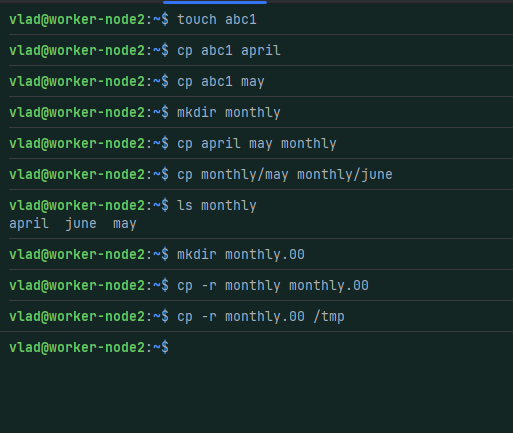 vlad@worker-node2:~$ touch abc1
vlad@worker-node2:~$ cp abc1 april
vlad@worker-node2:~$ cp abc1 may
vlad@worker-node2:~$ mkdir monthly
vlad@worker-node2:~$ cp april may monthly
vlad@worker-node2:~$ cp monthly/may monthly/june
vlad@worker-node2:~$ ls monthly
april  june  may
vlad@worker-node2:~$ mkdir monthly.00
vlad@worker-node2:~$ cp -r monthly monthly.00
vlad@worker-node2:~$ cp -r monthly.00 /tmp
vlad@worker-node2:~$